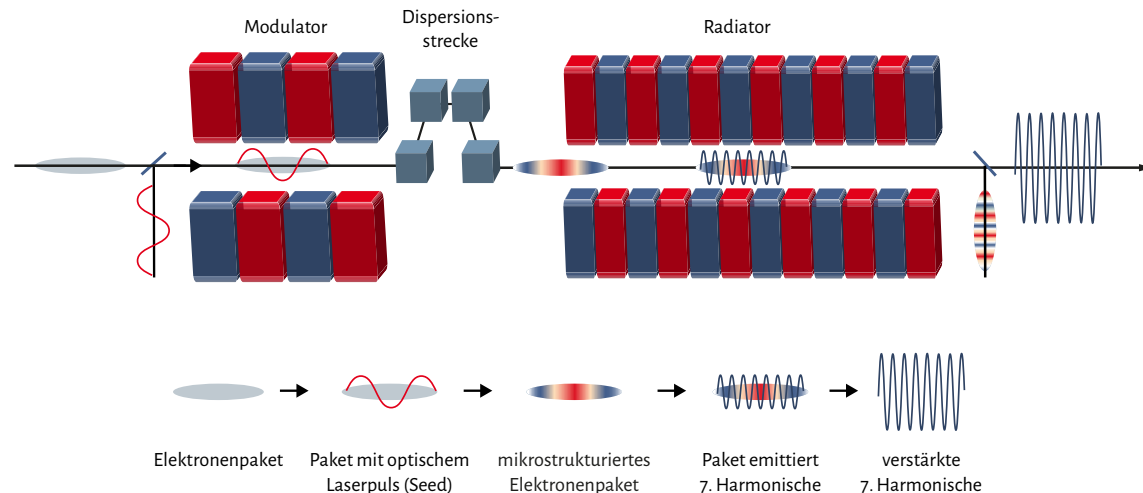 Modulator
Dispersions-
strecke
Radiator
Elektronenpaket
Paket mit optischem
Laserpuls (Seed)
mikrostrukturiertes
Elektronenpaket
Paket emittiert
7. Harmonische
verstärkte
7. Harmonische